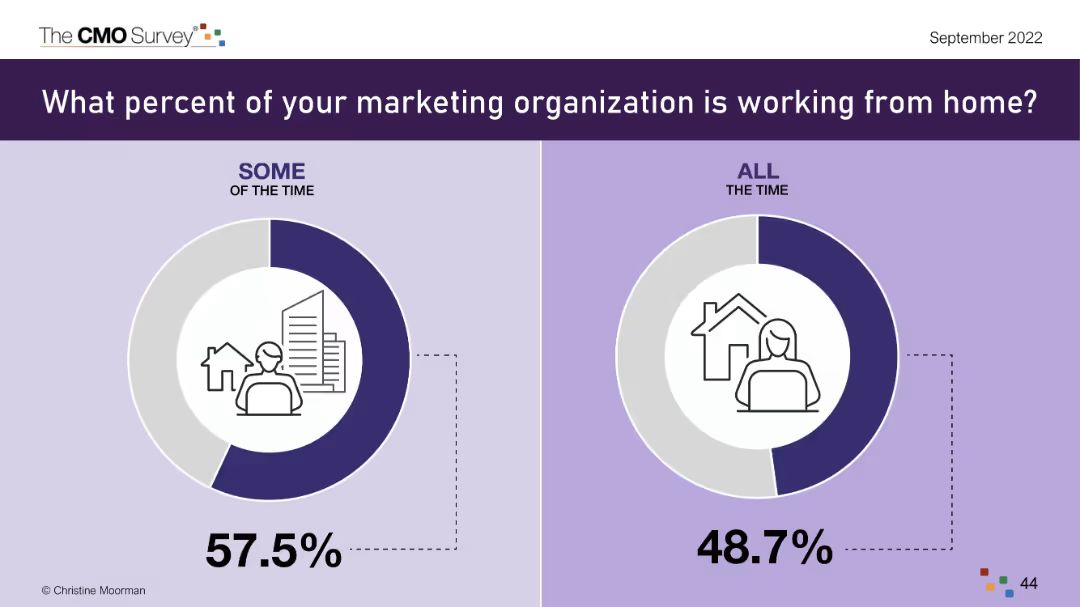 The CMO Survey®
September 2022
What percent of your marketing organization is working from home?
SOME
OF THE TIME
ALL
THE TIME
57.5%
48.7%
© Christine Moorman
44